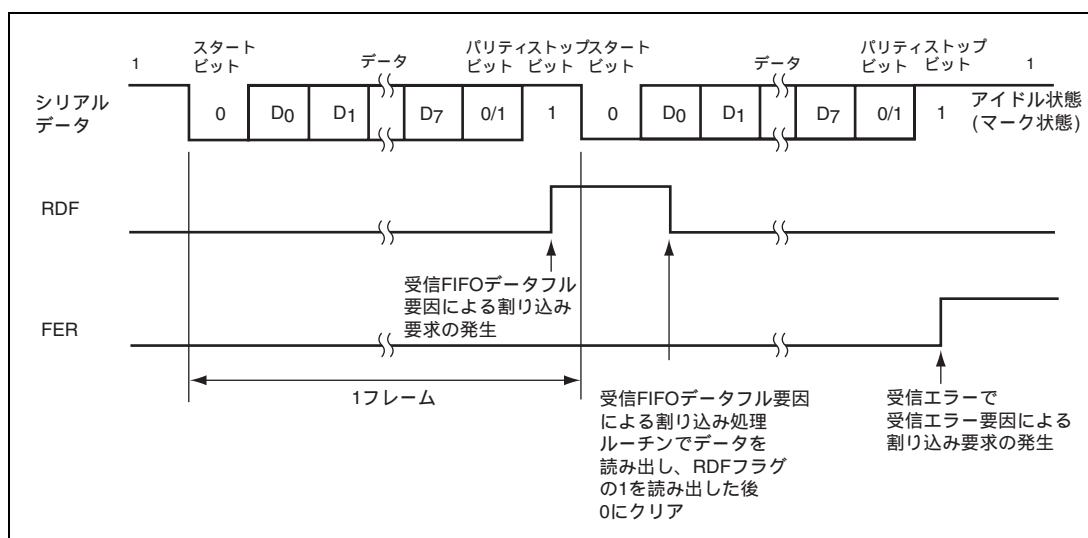 スタート
ビット
データ
パリティ
ビット
ストップ
ビット
スタート
ビット
データ
パリティ
ビット
ストップ
ビット
1
1
シリアル
データ
0 D0 D1 D7 0/1 1 0 D0 D1 D7 0/1 1
アイドル状態
(マーク状態)
RDF
受信FIFOデータフル
要因による割り込み
要求の発生
FER
1フレーム
受信FIFOデータフル要因
による割り込み処理
ルーチンでデータを
読み出し、RDFフラグ
の1を読み出した後
0にクリア
受信エラーで
受信エラー要因による
割り込み要求の発生